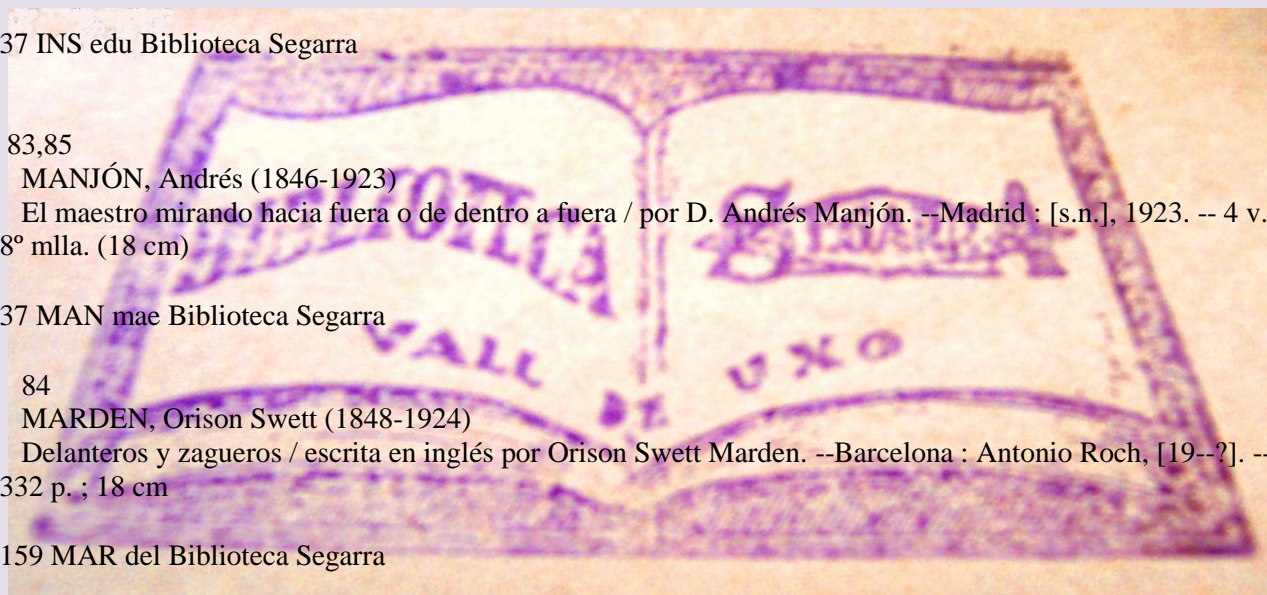 37 INS edu Biblioteca Segarra
83,85
MANJÓN, Andrés (1846-1923)
El maestro mirando hacia fuera o de dentro a fuera / por D. Andrés Manjón. --Madrid : [s.n.], 1923. -- 4 v.
8º mlla. (18 cm)
37 MAN mae Biblioteca Segarra
84
MARDEN, Orison Swett (1848-1924)
Delanteros y zagueros / escrita en inglés por Orison Swett Marden. --Barcelona : Antonio Roch, [19--?]. --
332 p. ; 18 cm
159 MAR del Biblioteca Segarra
VALL DE UXO